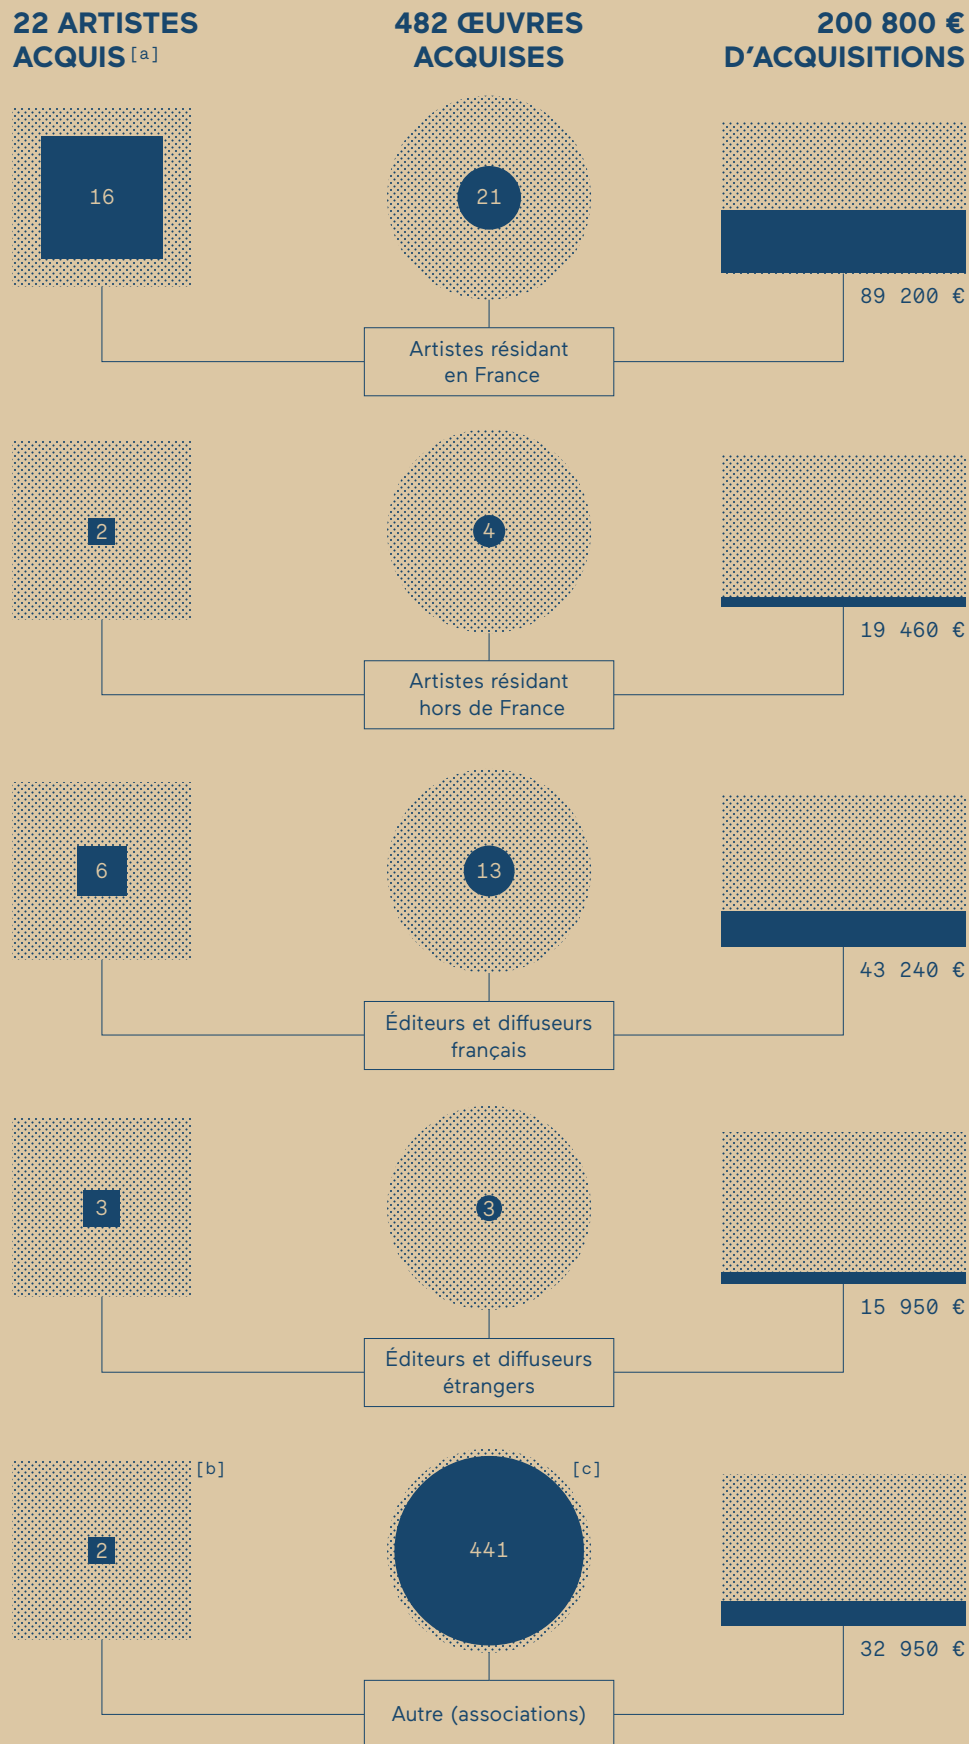 22 ARTISTES
ACQUIS [a]
482 ŒUVRES
ACQUISES
200 800 €
D’ACQUISITIONS
16
21
89 200 €
Artistes résidant
en France
2
4
19 460 €
Artistes résidant
hors de France
6
13
43 240 €
Éditeurs et diffuseurs
français
3
3
15 950 €
Éditeurs et diffuseurs
étrangers
[b]
[c]
2
441
32 950 €
Autre (associations)